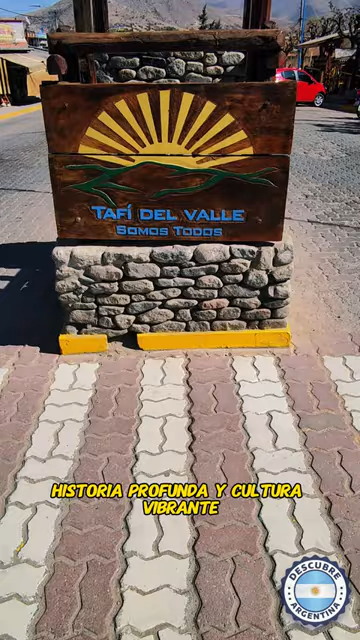 TAFÍ DEL VALLE
SOMOS TODOS
HISTORIA PROFUNDA Y CULTURA
VIBRANTE
DESCUBRE
ARGENTINA